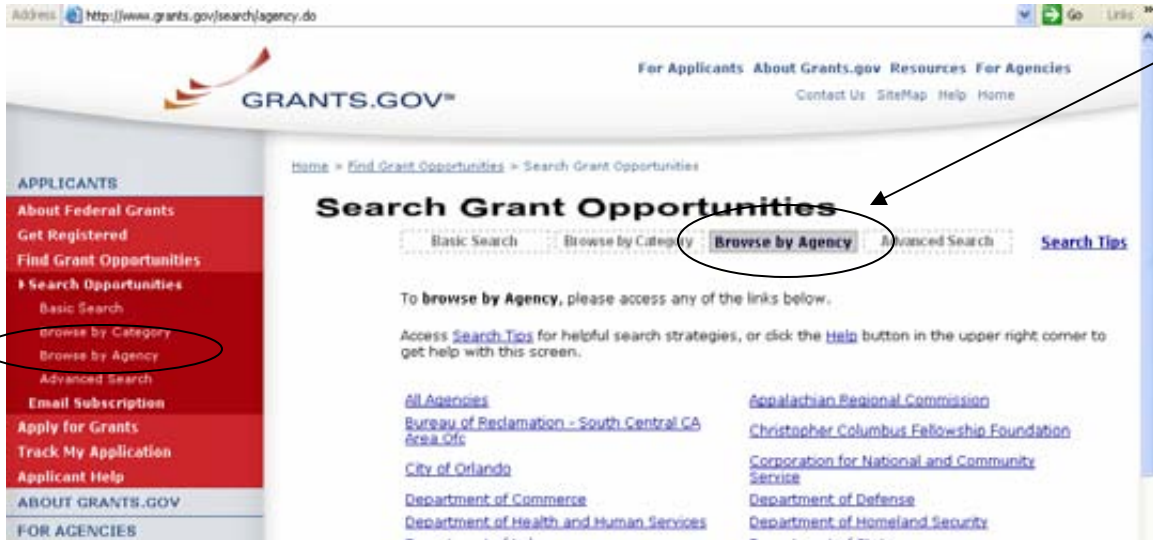 Address http://www.grants.gov/search/agency.do Go Links
For Applicants About Grants.gov Resources For Agencies
GRANTS.GOV℠
Contact Us SiteMap Help Home
Home > Find Grant Opportunities > Search Grant Opportunities
APPLICANTS
About Federal Grants
Get Registered
Find Grant Opportunities
Search Opportunities
Basic Search
Browse by Category
Browse by Agency
Advanced Search
Email Subscription
Apply for Grants
Track My Application
Applicant Help
ABOUT GRANTS.GOV
FOR AGENCIES
Search Grant Opportunities
Basic Search Browse by Category Browse by Agency Advanced Search Search Tips
To browse by Agency, please access any of the links below.
Access Search Tips for helpful search strategies, or click the Help button in the upper right corner to
get help with this screen.
All Agencies Appalachian Regional Commission
Bureau of Reclamation - South Central CA
Area Ofc
Christopher Columbus Fellowship Foundation
City of Orlando
Corporation for National and Community
Service
Department of Commerce Department of Defense
Department of Health and Human Services Department of Homeland Security